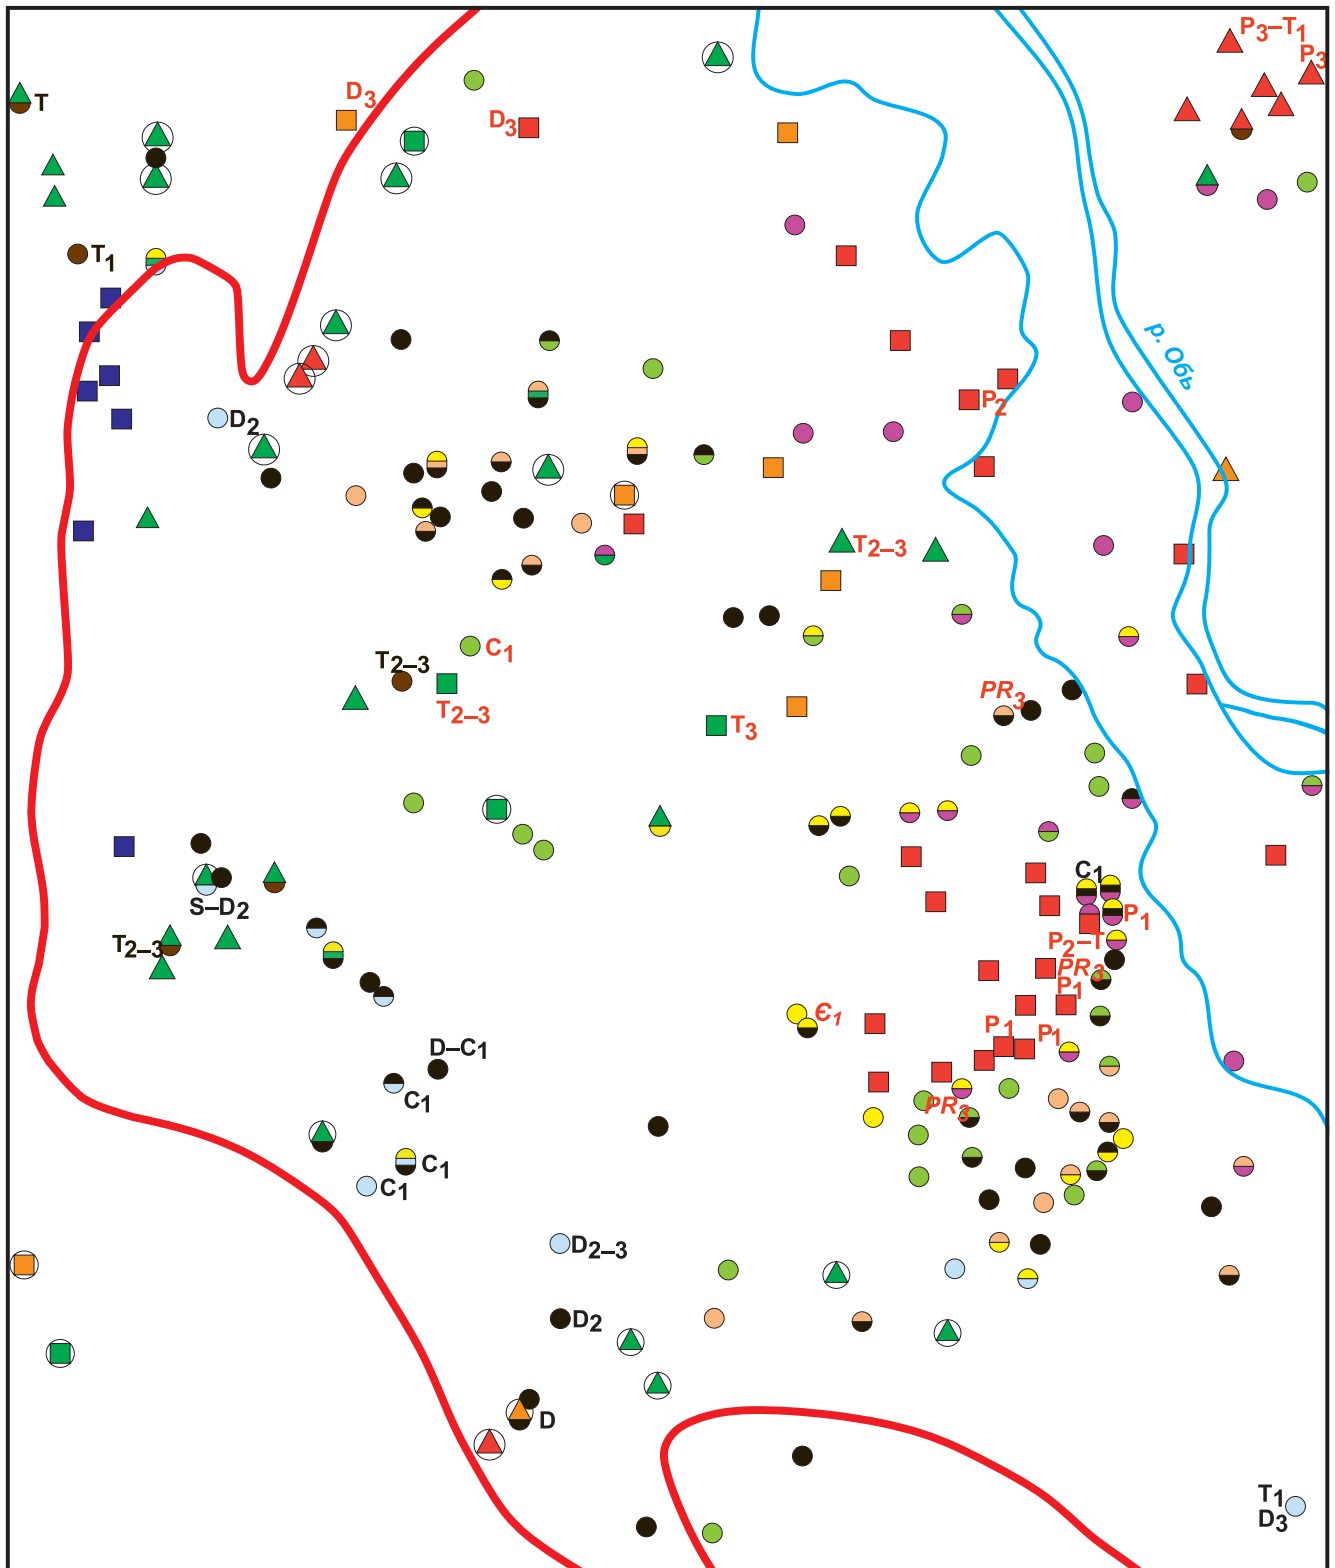 P3–T1
P3
D3
D3
T
T1
р. Обь
P2
D2
T2–3
C1
T2–3
T2–3
PR3
T3
C1
S–D2
P1
T2–3
P2–T
PR3
P1
Є1
P1
P1
D–C1
C1
PR3
C1
C1
D2–3
D2
D
T1
D3